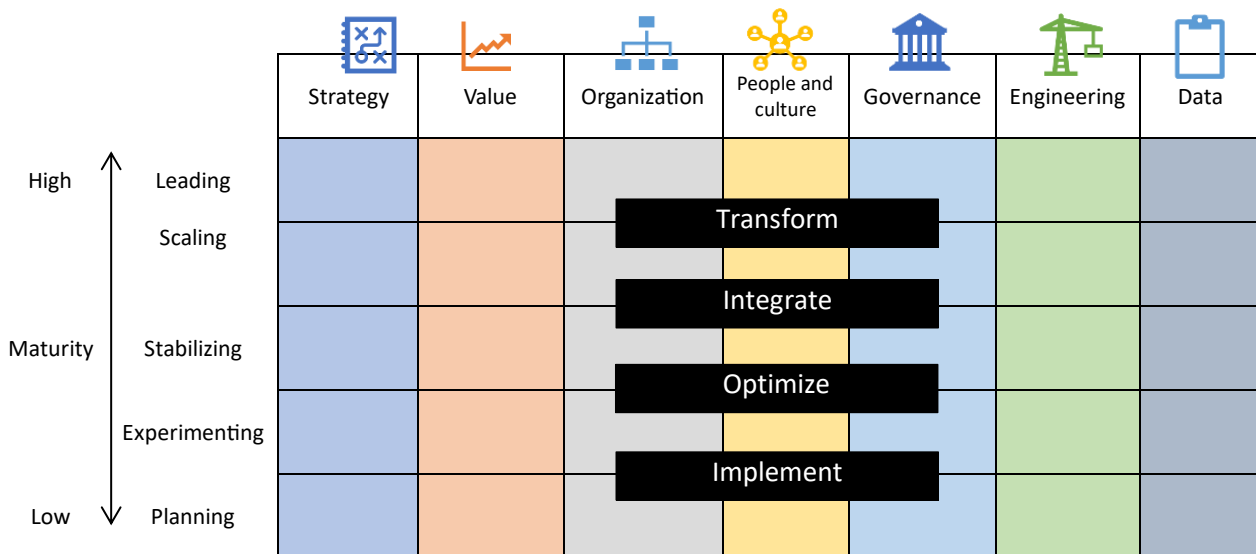 Strategy
Value
Organization
People and
culture
Governance
Engineering
Data
High
Leading
Transform
Scaling
Integrate
Maturity
Stabilizing
Optimize
Experimenting
Implement
Low
Planning